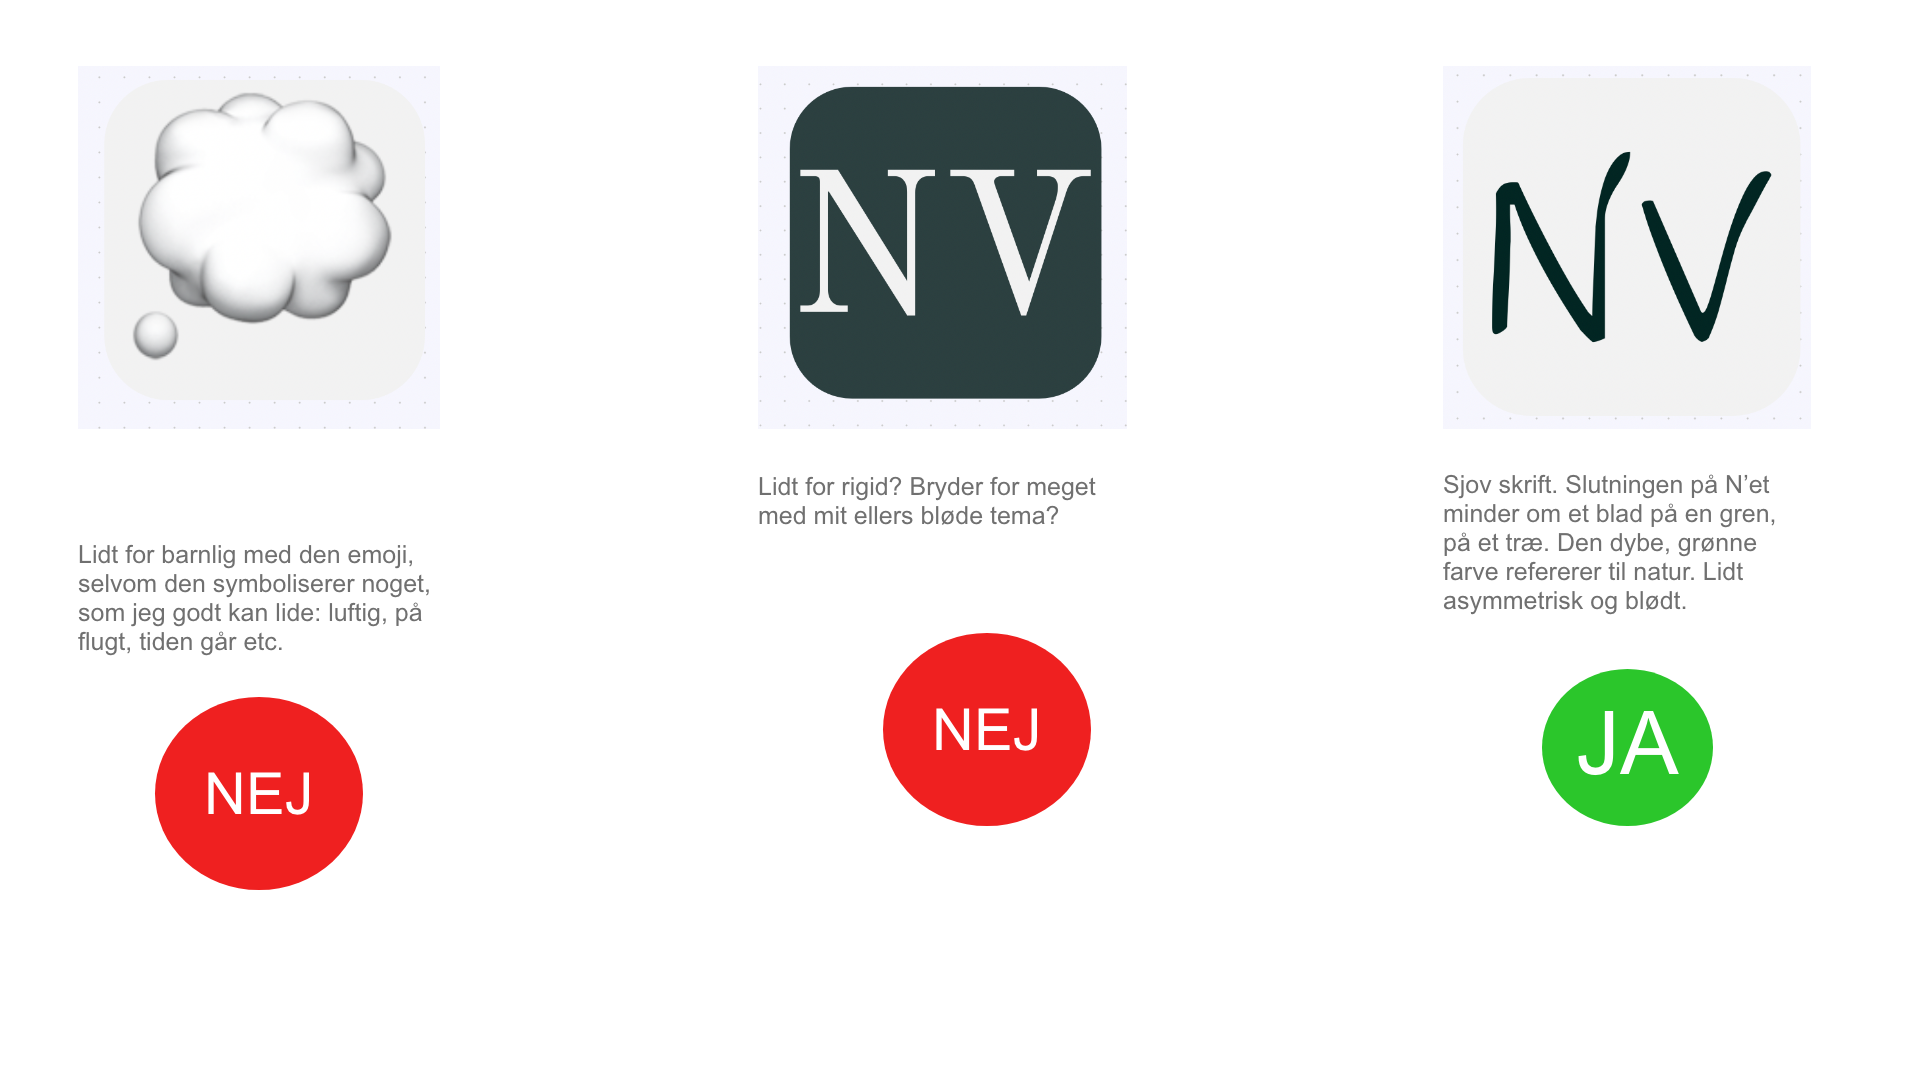 NV
NV
Lidt for barnlig med den emoji,
selvom den symboliserer noget,
som jeg godt kan lide: luftig, på
flugt, tiden går etc.
NEJ
Lidt for rigid? Bryder for meget
med mit ellers bløde tema?
NEJ
Sjov skrift. Slutningen på N’et
minder om et blad på en gren,
på et træ. Den dybe, grønne
farve refererer til natur. Lidt
asymmetrisk og blødt.
JA